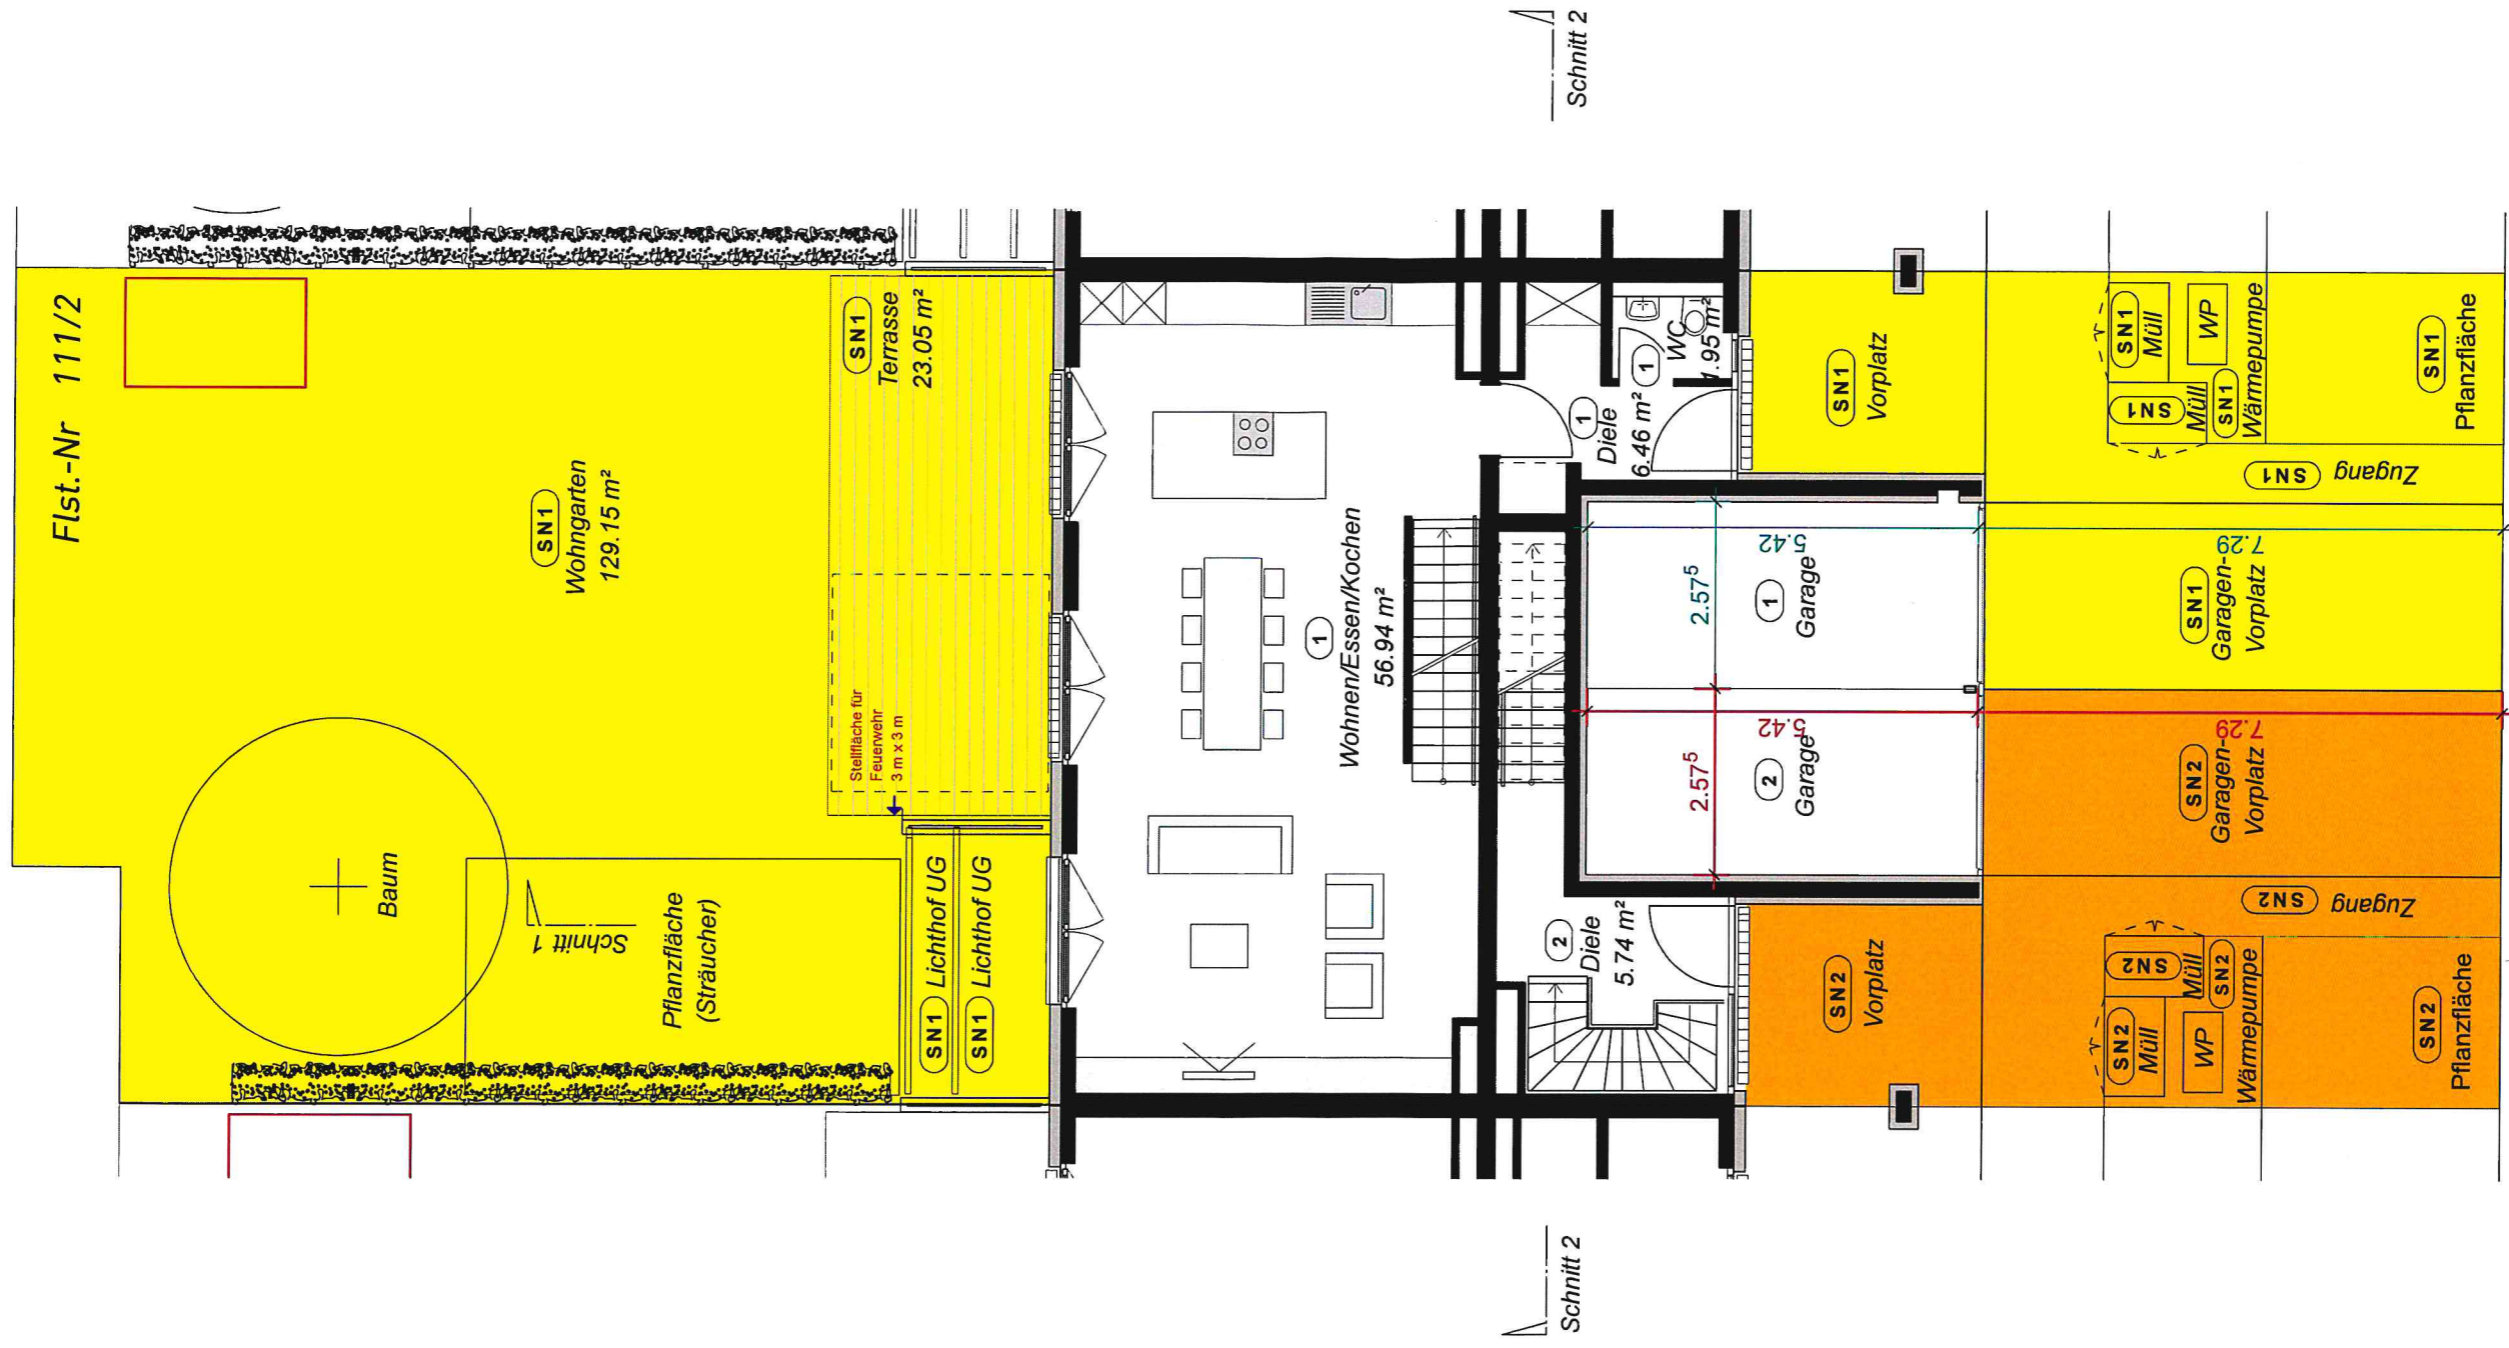 Flst.-Nr 111/2
SN1
Wohngarten
129.15 m²
Baum
Schnitt 1
Pflanzfläche
(Sträucher)
SN1
Terrasse
23.05 m²
Stellfläche für
Feuerwehr
3 m x 3 m
SN1 Lichthof UG
SN1 Lichthof UG
1
Wohnen/Essen/Kochen
56.94 m²
Schnitt 2
Schnitt 2
1
Diele
6.46 m²
1
WC
1.95 m²
2
Diele
5.74 m²
2.57⁵
5.42
1
Garage
2.57⁵
5.42
2
Garage
SN1
Vorplatz
SN2
Vorplatz
SN1
Müll
SN1
Müll
WP
SN1
Wärmepumpe
SN1
Zugang
SN1
Pflanzfläche
7.29
SN1
Garagen-
Vorplatz
7.29
SN2
Garagen-
Vorplatz
SN2
Zugang
SN2
Müll
SN2
Müll
WP
SN2
Wärmepumpe
SN2
Pflanzfläche